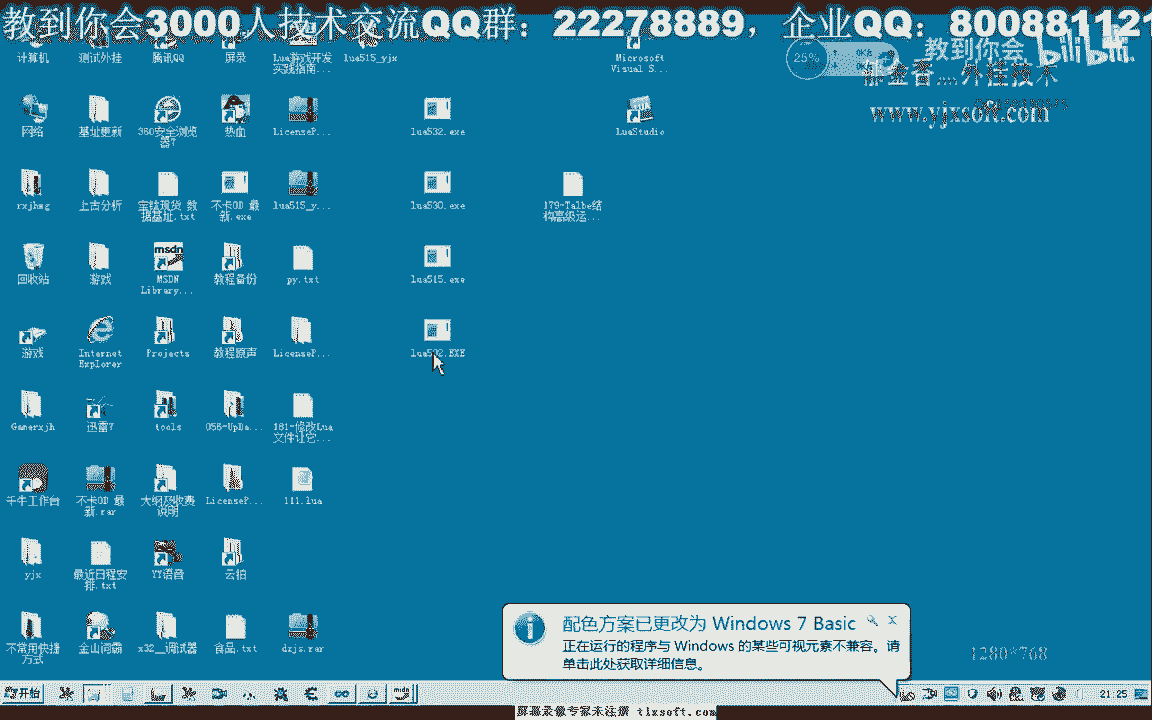 教到你会3000人技术交流QQ群：22278889，企业QQ：800881121
计算机
测试外挂
腾讯QQ
屏录
Lua游戏开发
实践指南...
lua515_yjx
Microsoft
Visual S...
25%
教到你会
bilibili
外挂技术
www.yjxsoft.com
网络
基址更新
360安全浏览
器7
热血
LicenseP...
lua532.exe
LuaStudio
rxjhmg
上古分析
数
据基址.txt
不卡OD 最
新.exe
lua515_y...
lua530.exe
179-Talbe结
构高级运...
回收站
游戏
MSDN
Library...
教程备份
py.txt
lua515.exe
游戏
Internet
Explorer
Projects
教程原声
LicenseP...
lua502.EXE
Gamerxjh
迅雷7
tools
056-UpDa...
181-修改Lua
文件让它...
千牛工作台
不卡OD 最
新.rar
大纲及收费
说明
LicenseP...
111.lua
yjx
最近日程安
排.txt
YY语音
云拍
不常用快捷
方式
金山词霸
x32__调试器
食品.txt
dzjs.rar
配色方案已更改为 Windows 7 Basic
正在运行的程序与 Windows 的某些可视元素不兼容。请
单击此处获取详细信息。
1280*768
开始
21:25
屏幕录像专家未注册 tlxsoft.com